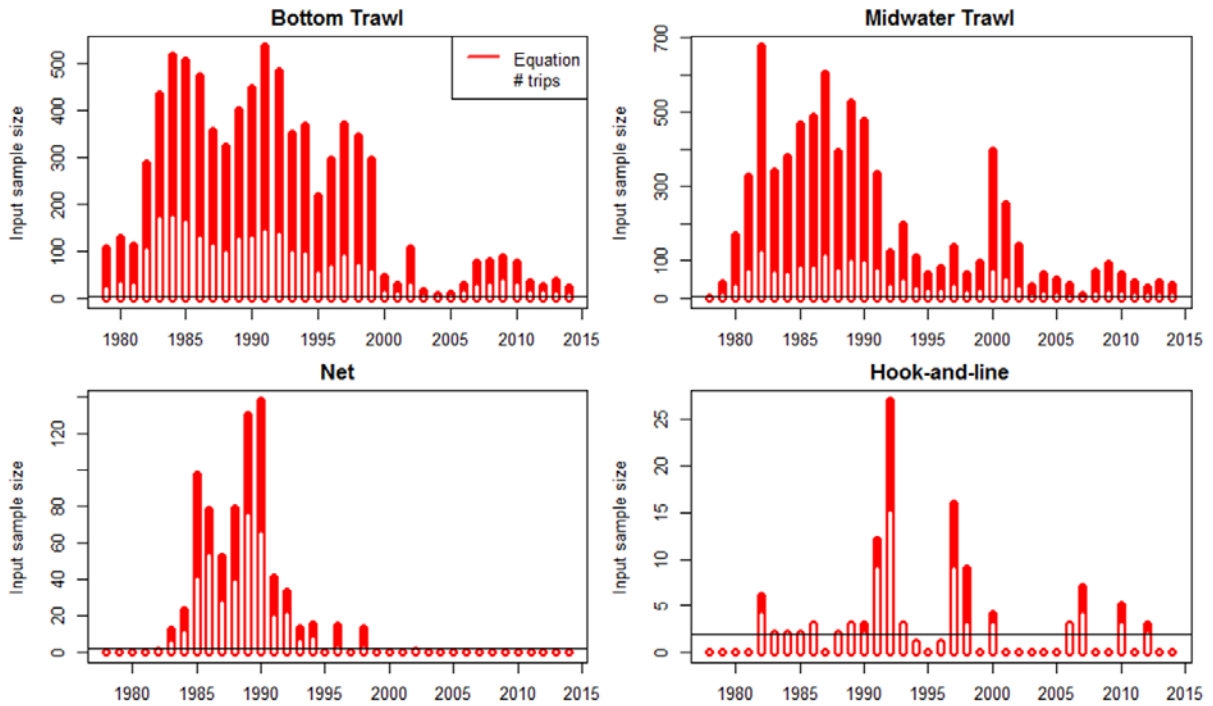 Bottom Trawl
Input sample size
0 100 200 300 400 500
Equation
# trips
1980 1985 1990 1995 2000 2005 2010 2015
Midwater Trawl
Input sample size
0 100 300 500 700
1980 1985 1990 1995 2000 2005 2010 2015
Net
Input sample size
0 20 40 60 80 120
1980 1985 1990 1995 2000 2005 2010 2015
Hook-and-line
Input sample size
0 5 10 15 20 25
1980 1985 1990 1995 2000 2005 2010 2015